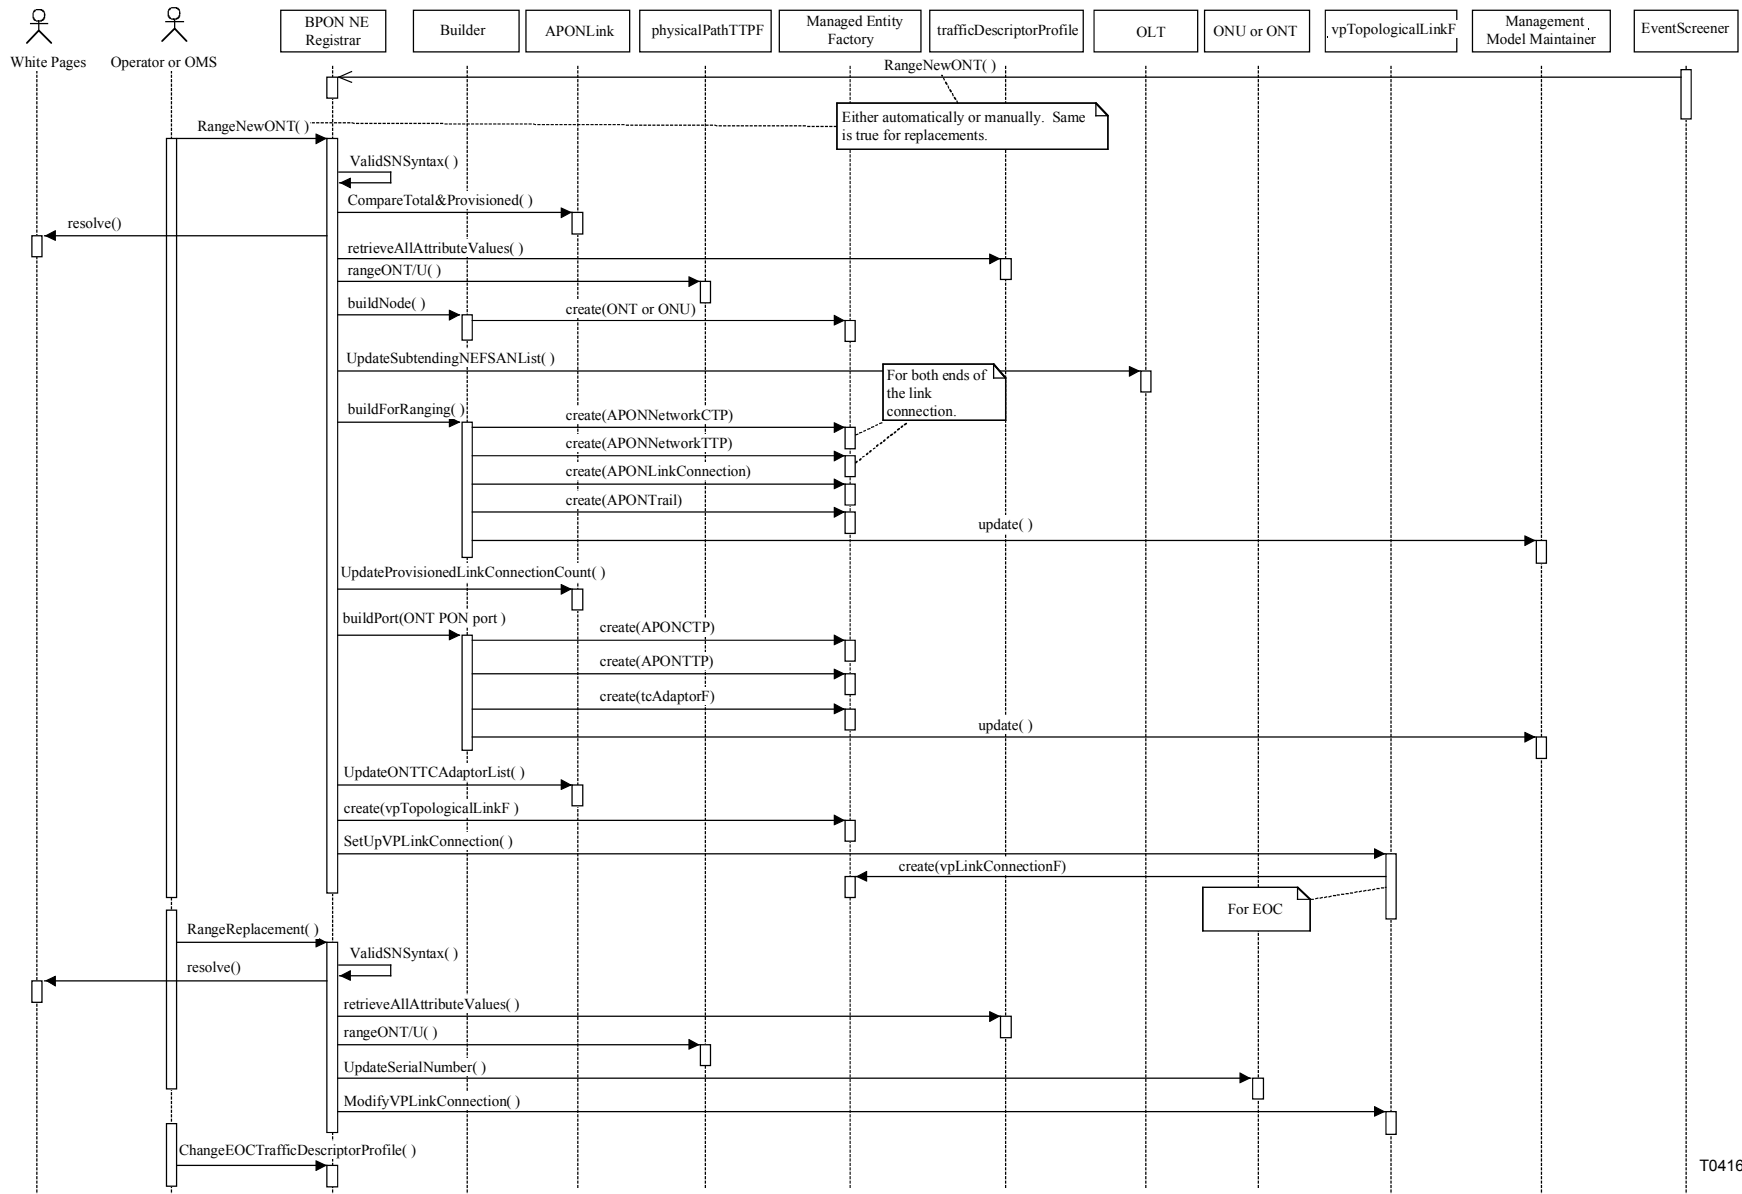 White Pages
Operator or OMS
BPON NE
Registrar
Builder
APONLink
physicalPathTTPF
Managed Entity
Factory
trafficDescriptorProfile
OLT
ONU or ONT
vpTopologicalLinkF
Management
Model Maintainer
EventScreener
RangeNewONT( )
Either automatically or manually. Same
is true for replacements.
RangeNewONT( )
ValidSNSyntax( )
CompareTotal&Provisioned( )
resolve()
retrieveAllAttributeValues( )
rangeONT/U( )
buildNode( )
create(ONT or ONU)
UpdateSubtendingNEFSANList( )
For both ends of
the link
connection.
buildForRanging( )
create(APONNetworkCTP)
create(APONNetworkTTP)
create(APONLinkConnection)
create(APONTrail)
update( )
UpdateProvisionedLinkConnectionCount( )
buildPort(ONT PON port )
create(APONCTP)
create(APONTTP)
create(tcAdaptorF)
update( )
UpdateONTTCAdaptorList( )
create(vpTopologicalLinkF )
SetUpVPLinkConnection( )
create(vpLinkConnectionF)
For EOC
RangeReplacement( )
ValidSNSyntax( )
resolve()
retrieveAllAttributeValues( )
rangeONT/U( )
UpdateSerialNumber( )
ModifyVPLinkConnection( )
ChangeEOCTrafficDescriptorProfile( )
T0416